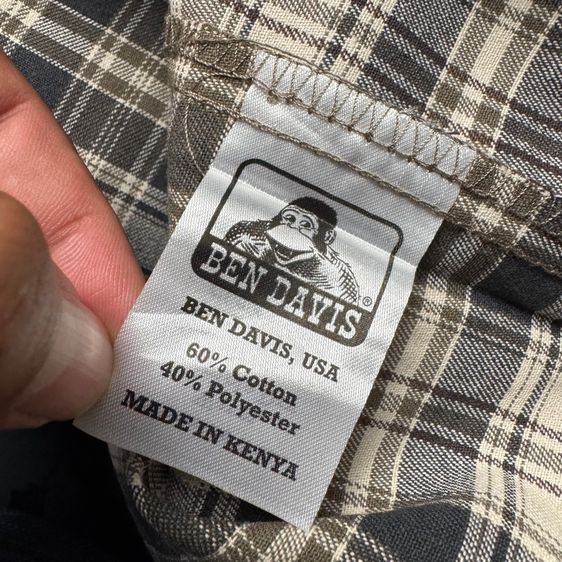 BEN DAVIS
®
BEN DAVIS, USA
60% Cotton
40% Polyester
MADE IN KENYA